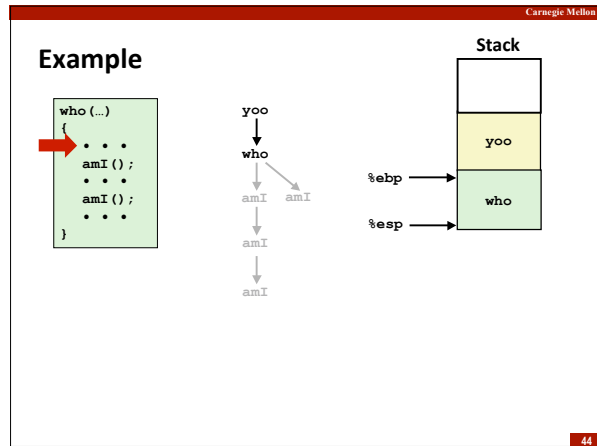 Carnegie Mellon
Example
who(…)
{
• • •
amI();
• • •
amI();
• • •
}
yoo
who
amI amI
amI
amI
Stack
yoo
%ebp
who
%esp
44